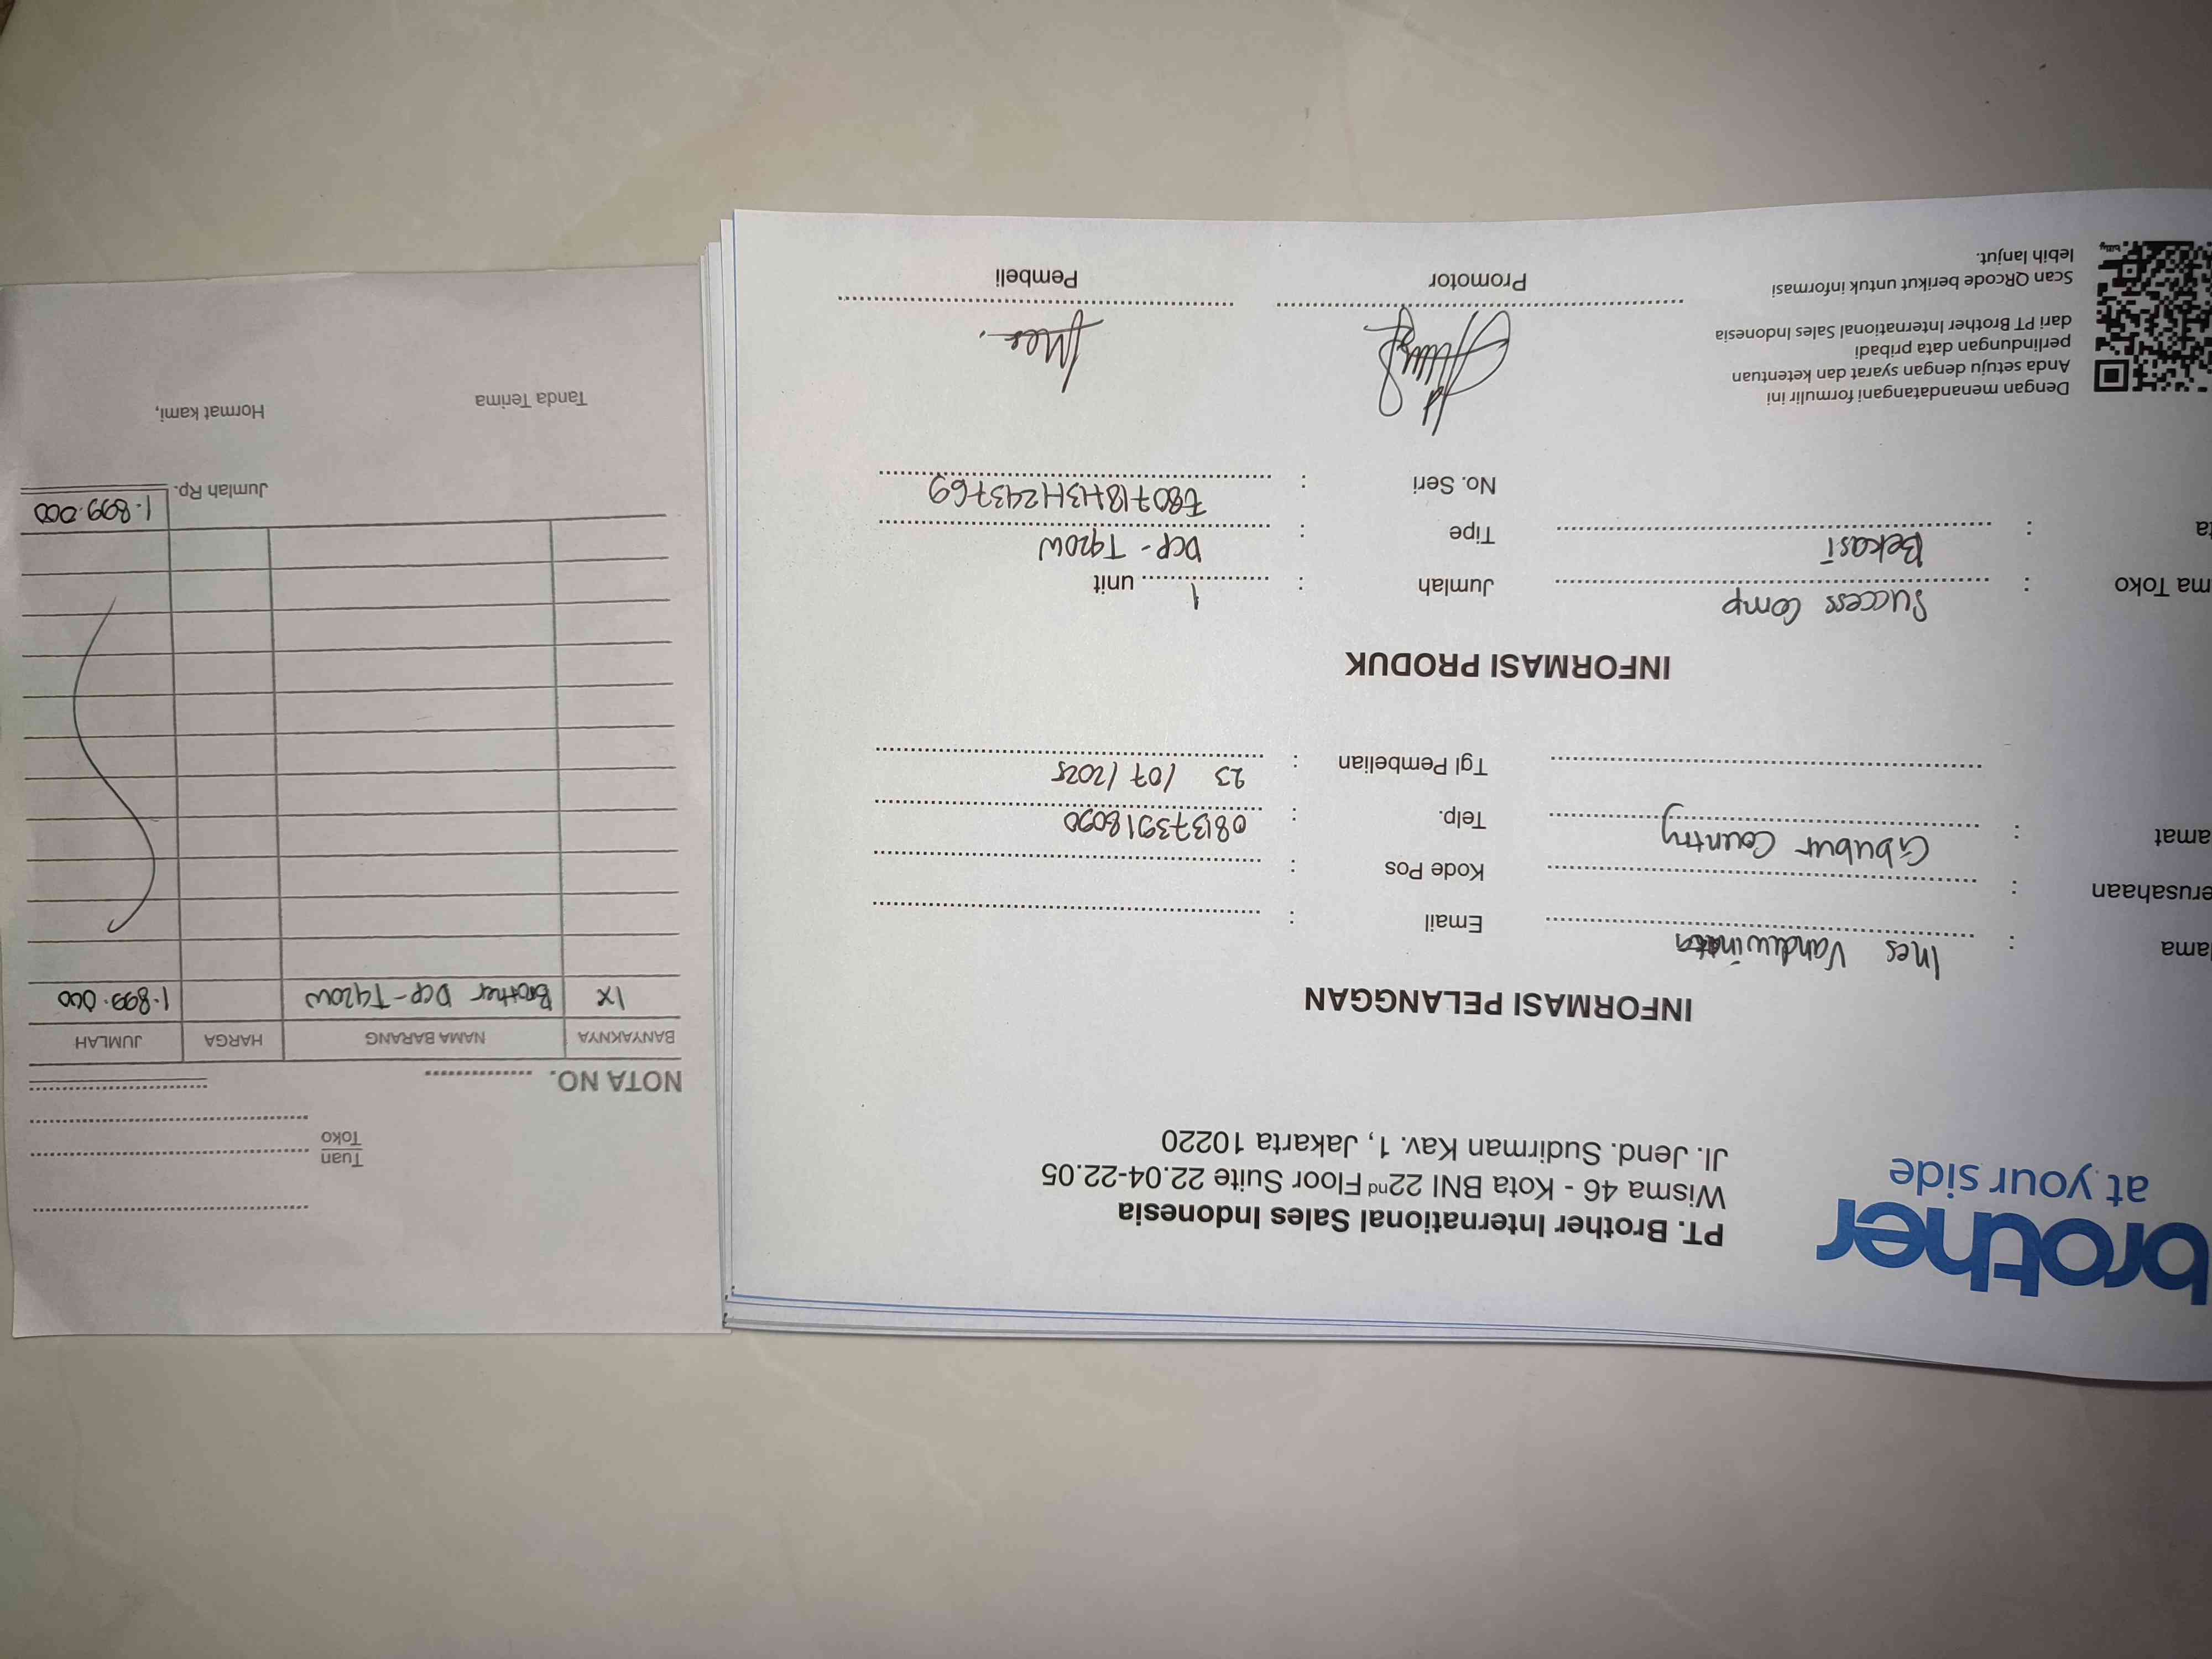 brother
at your side
PT. Brother International Sales Indonesia
Wisma 46 - Kota BNI 22nd Floor Suite 22.04-22.05
Jl. Jend. Sudirman Kav. 1, Jakarta 10220
INFORMASI PELANGGAN
ama : Ines
Email :
erusahaan :
Kode Pos :
amat : Cibubur Country
Telp. : 081373918090
Tgl Pembelian : 23 / 07 / 2025
INFORMASI PRODUK
ma Toko : Success Comp
Jumlah : 1 unit
ta : Bekasi
Tipe : DCP - T420W
No. Seri : E80718H3H243769
Dengan menandatangani formulir ini
Anda setuju dengan syarat dan ketentuan
perlindungan data pribadi
dari PT Brother International Sales Indonesia
Scan QRcode berikut untuk informasi
lebih lanjut.
Promotor
Pembeli
Tuan
Toko
NOTA NO.
BANYAKNYA NAMA BARANG HARGA JUMLAH
1x Brother DCP-T420W 1.899.000
Jumlah Rp. 1.899.000
Tanda Terima Hormat kami,